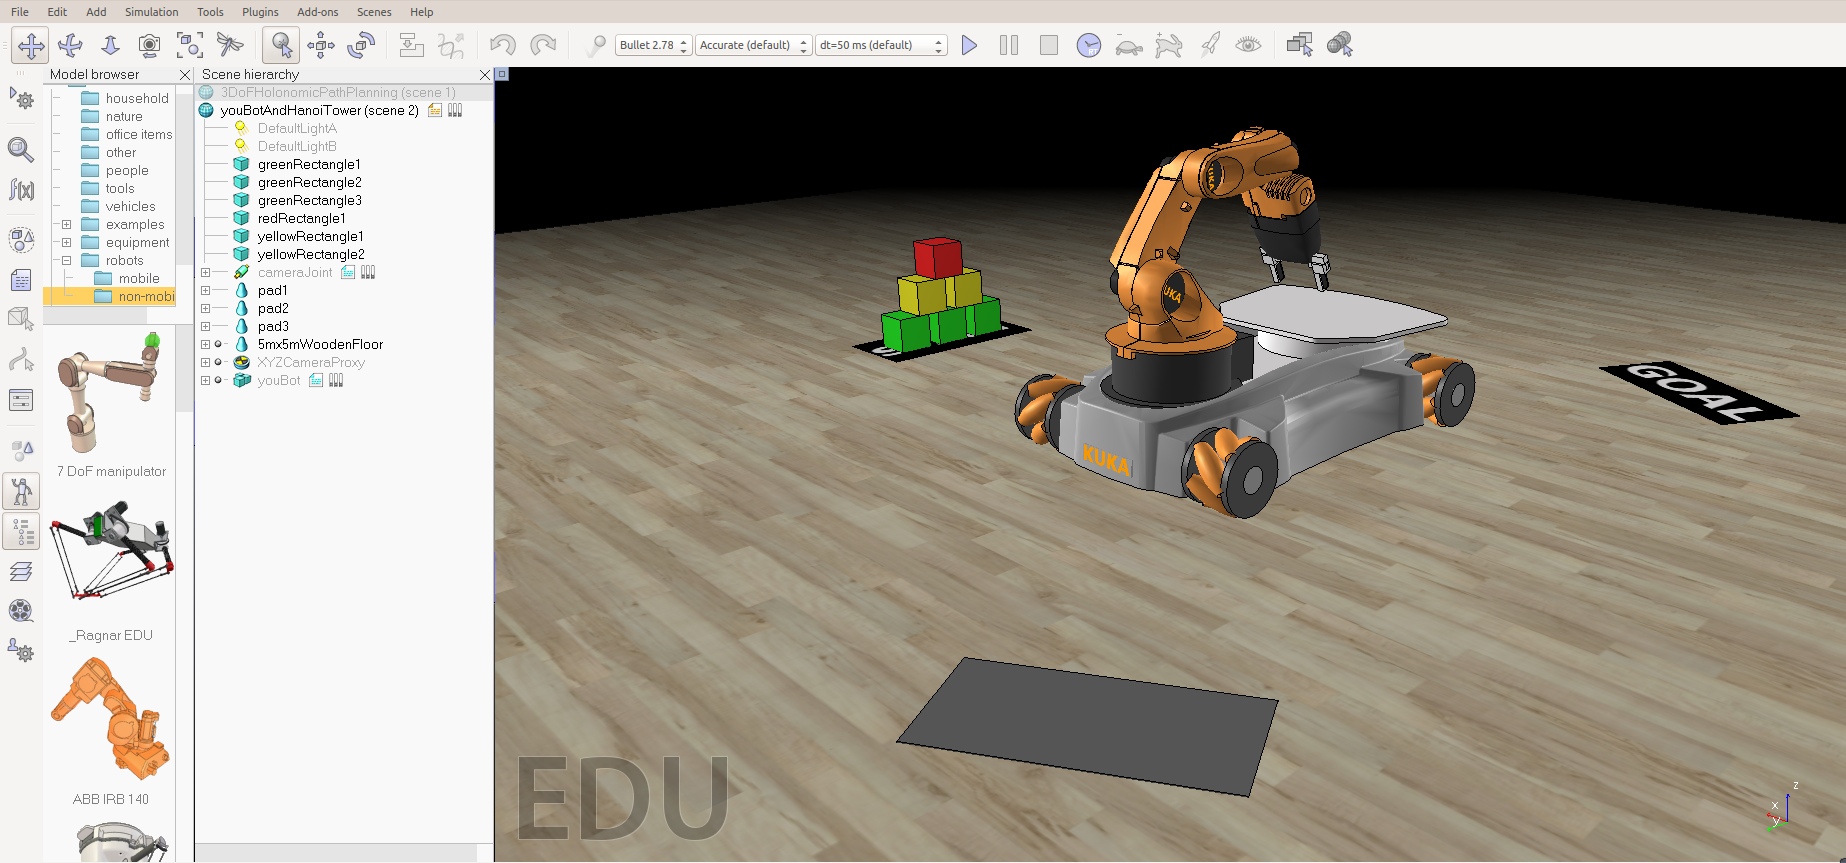 File Edit Add Simulation Tools Plugins Add-ons Scenes Help
Bullet 2.78 Accurate (default) dt=50 ms (default)
Model browser
household
nature
office items
other
people
tools
vehicles
examples
equipment
robots
mobile
non-mobi
7 DoF manipulator
_Ragnar EDU
ABB IRB 140
Scene hierarchy
3DoFHolonomicPathPlanning (scene 1)
youBotAndHanoiTower (scene 2)
DefaultLightA
DefaultLightB
greenRectangle1
greenRectangle2
greenRectangle3
redRectangle1
yellowRectangle1
yellowRectangle2
cameraJoint
pad1
pad2
pad3
5mx5mWoodenFloor
XYZCameraProxy
youBot
f(x)
RT
KUKA
UKA
KUKA
GOAL
EDU
z
x
y